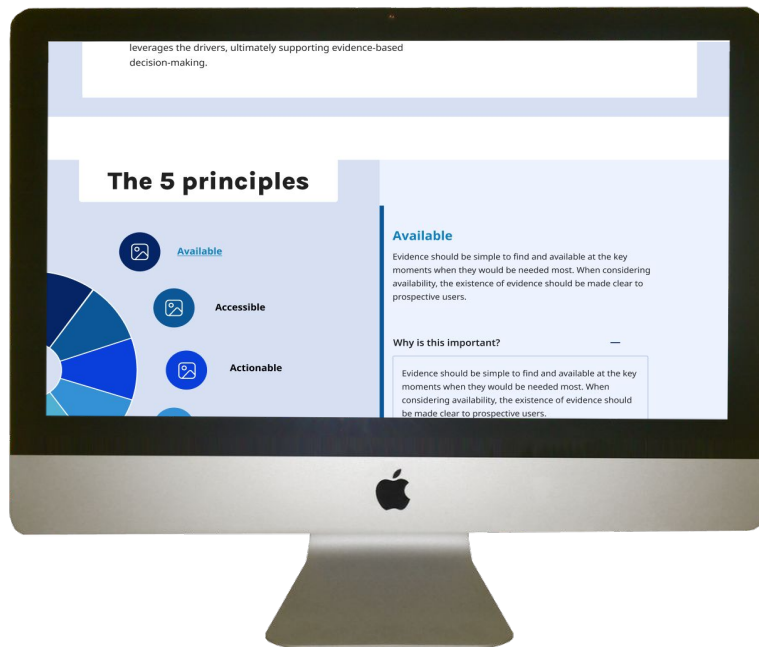 leverages the drivers, ultimately supporting evidence-based
decision-making.
The 5 principles
Available
Accessible
Actionable
Available
Evidence should be simple to find and available at the key
moments when they would be needed most. When considering
availability, the existence of evidence should be made clear to
prospective users.
Why is this important?
Evidence should be simple to find and available at the key
moments when they would be needed most. When
considering availability, the existence of evidence should
be made clear to prospective users.